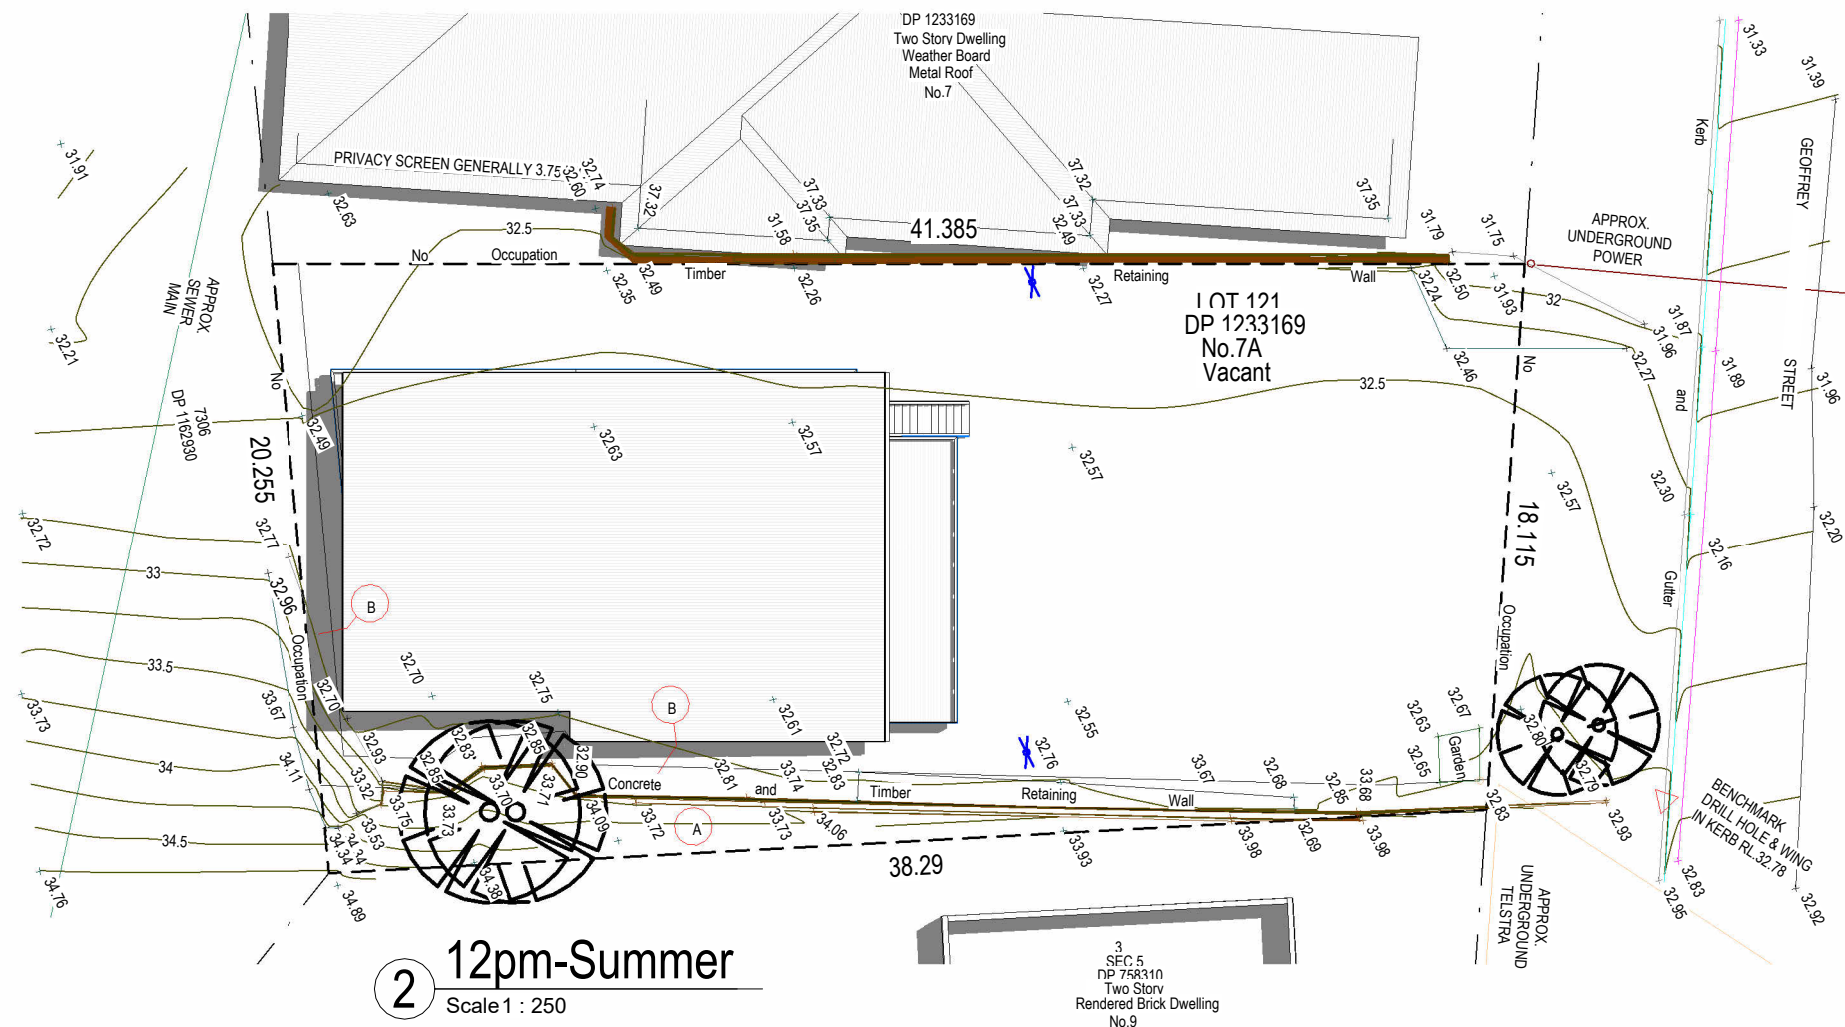 DP 1233169
Two Story Dwelling
Weather Board
Metal Roof
No.7
31.33
31.39
Kerb
GEOFFREY
31.91
PRIVACY SCREEN GENERALLY 3.75
32.60
32.74
32.63
37.32
37.33
37.35
31.58
41.385
37.32
37.33
32.49
37.35
31.79
31.75
APPROX.
UNDERGROUND
POWER
No
32.5
Occupation
32.35
32.49
Timber
32.26
32.27
Retaining
Wall
32.24
32.50
31.93
32
31.87
31.96
APPROX.
SEWER
MAIN
LOT 121
DP 1233169
No.7A
Vacant
32.21
32.46
32.27
No
31.89
STREET
31.96
and
32.5
No
7306
DP 1162930
32.49
20.255
32.63
32.57
32.57
32.57
32.30
18.115
32.20
32.16
32.72
32.77
33
32.96
B
Gutter
Occupation
Occupation
33.5
32.70
32.75
B
33.73
33.67
32.70
32.61
32.55
32.63
32.67
32.80
34
34.11
32.93
33.32
32.85
32.83
32.85
32.90
Concrete
32.81
and
33.74
32.72
32.83
Timber
32.76
Retaining
33.67
Wall
32.68
32.85
33.68
32.65
Garden
32.79
BENCHMARK
DRILL HOLE & WING
IN KERB RL.32.78
33.75
33.73
33.70
33.71
34.09
33.72
A
33.73
34.06
33.93
33.98
32.69
33.98
32.83
32.93
34.5
33.53
34.34
34.34
34.38
38.29
34.76
34.89
32.83
32.95
32.92
APPROX.
UNDERGROUND
TELSTRA
2
12pm-Summer
Scale 1 : 250
3
SEC 5
DP 758310
Two Story
Rendered Brick Dwelling
No.9